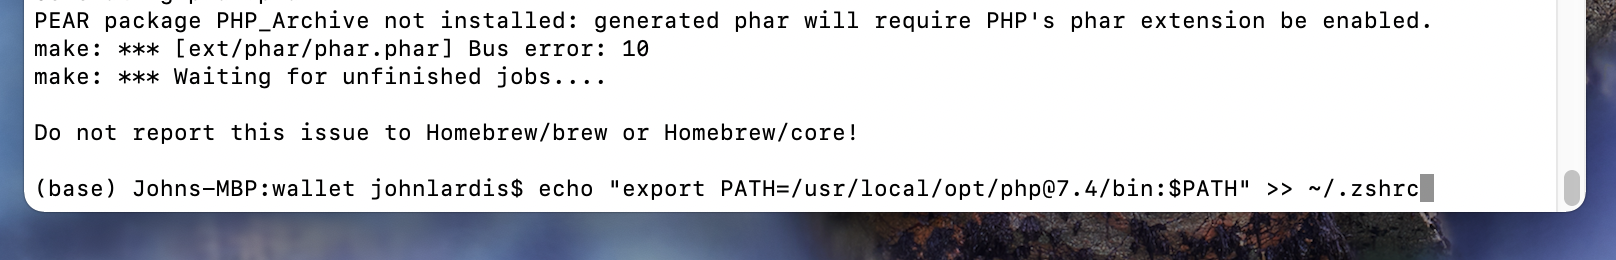 PEAR package PHP_Archive not installed: generated phar will require PHP's phar extension be enabled.
make: *** [ext/phar/phar.phar] Bus error: 10
make: *** Waiting for unfinished jobs....
Do not report this issue to Homebrew/brew or Homebrew/core!
(base) Johns-MBP:wallet johnlardis$ echo "export PATH=/usr/local/opt/php@7.4/bin:$PATH" >> ~/.zshrc